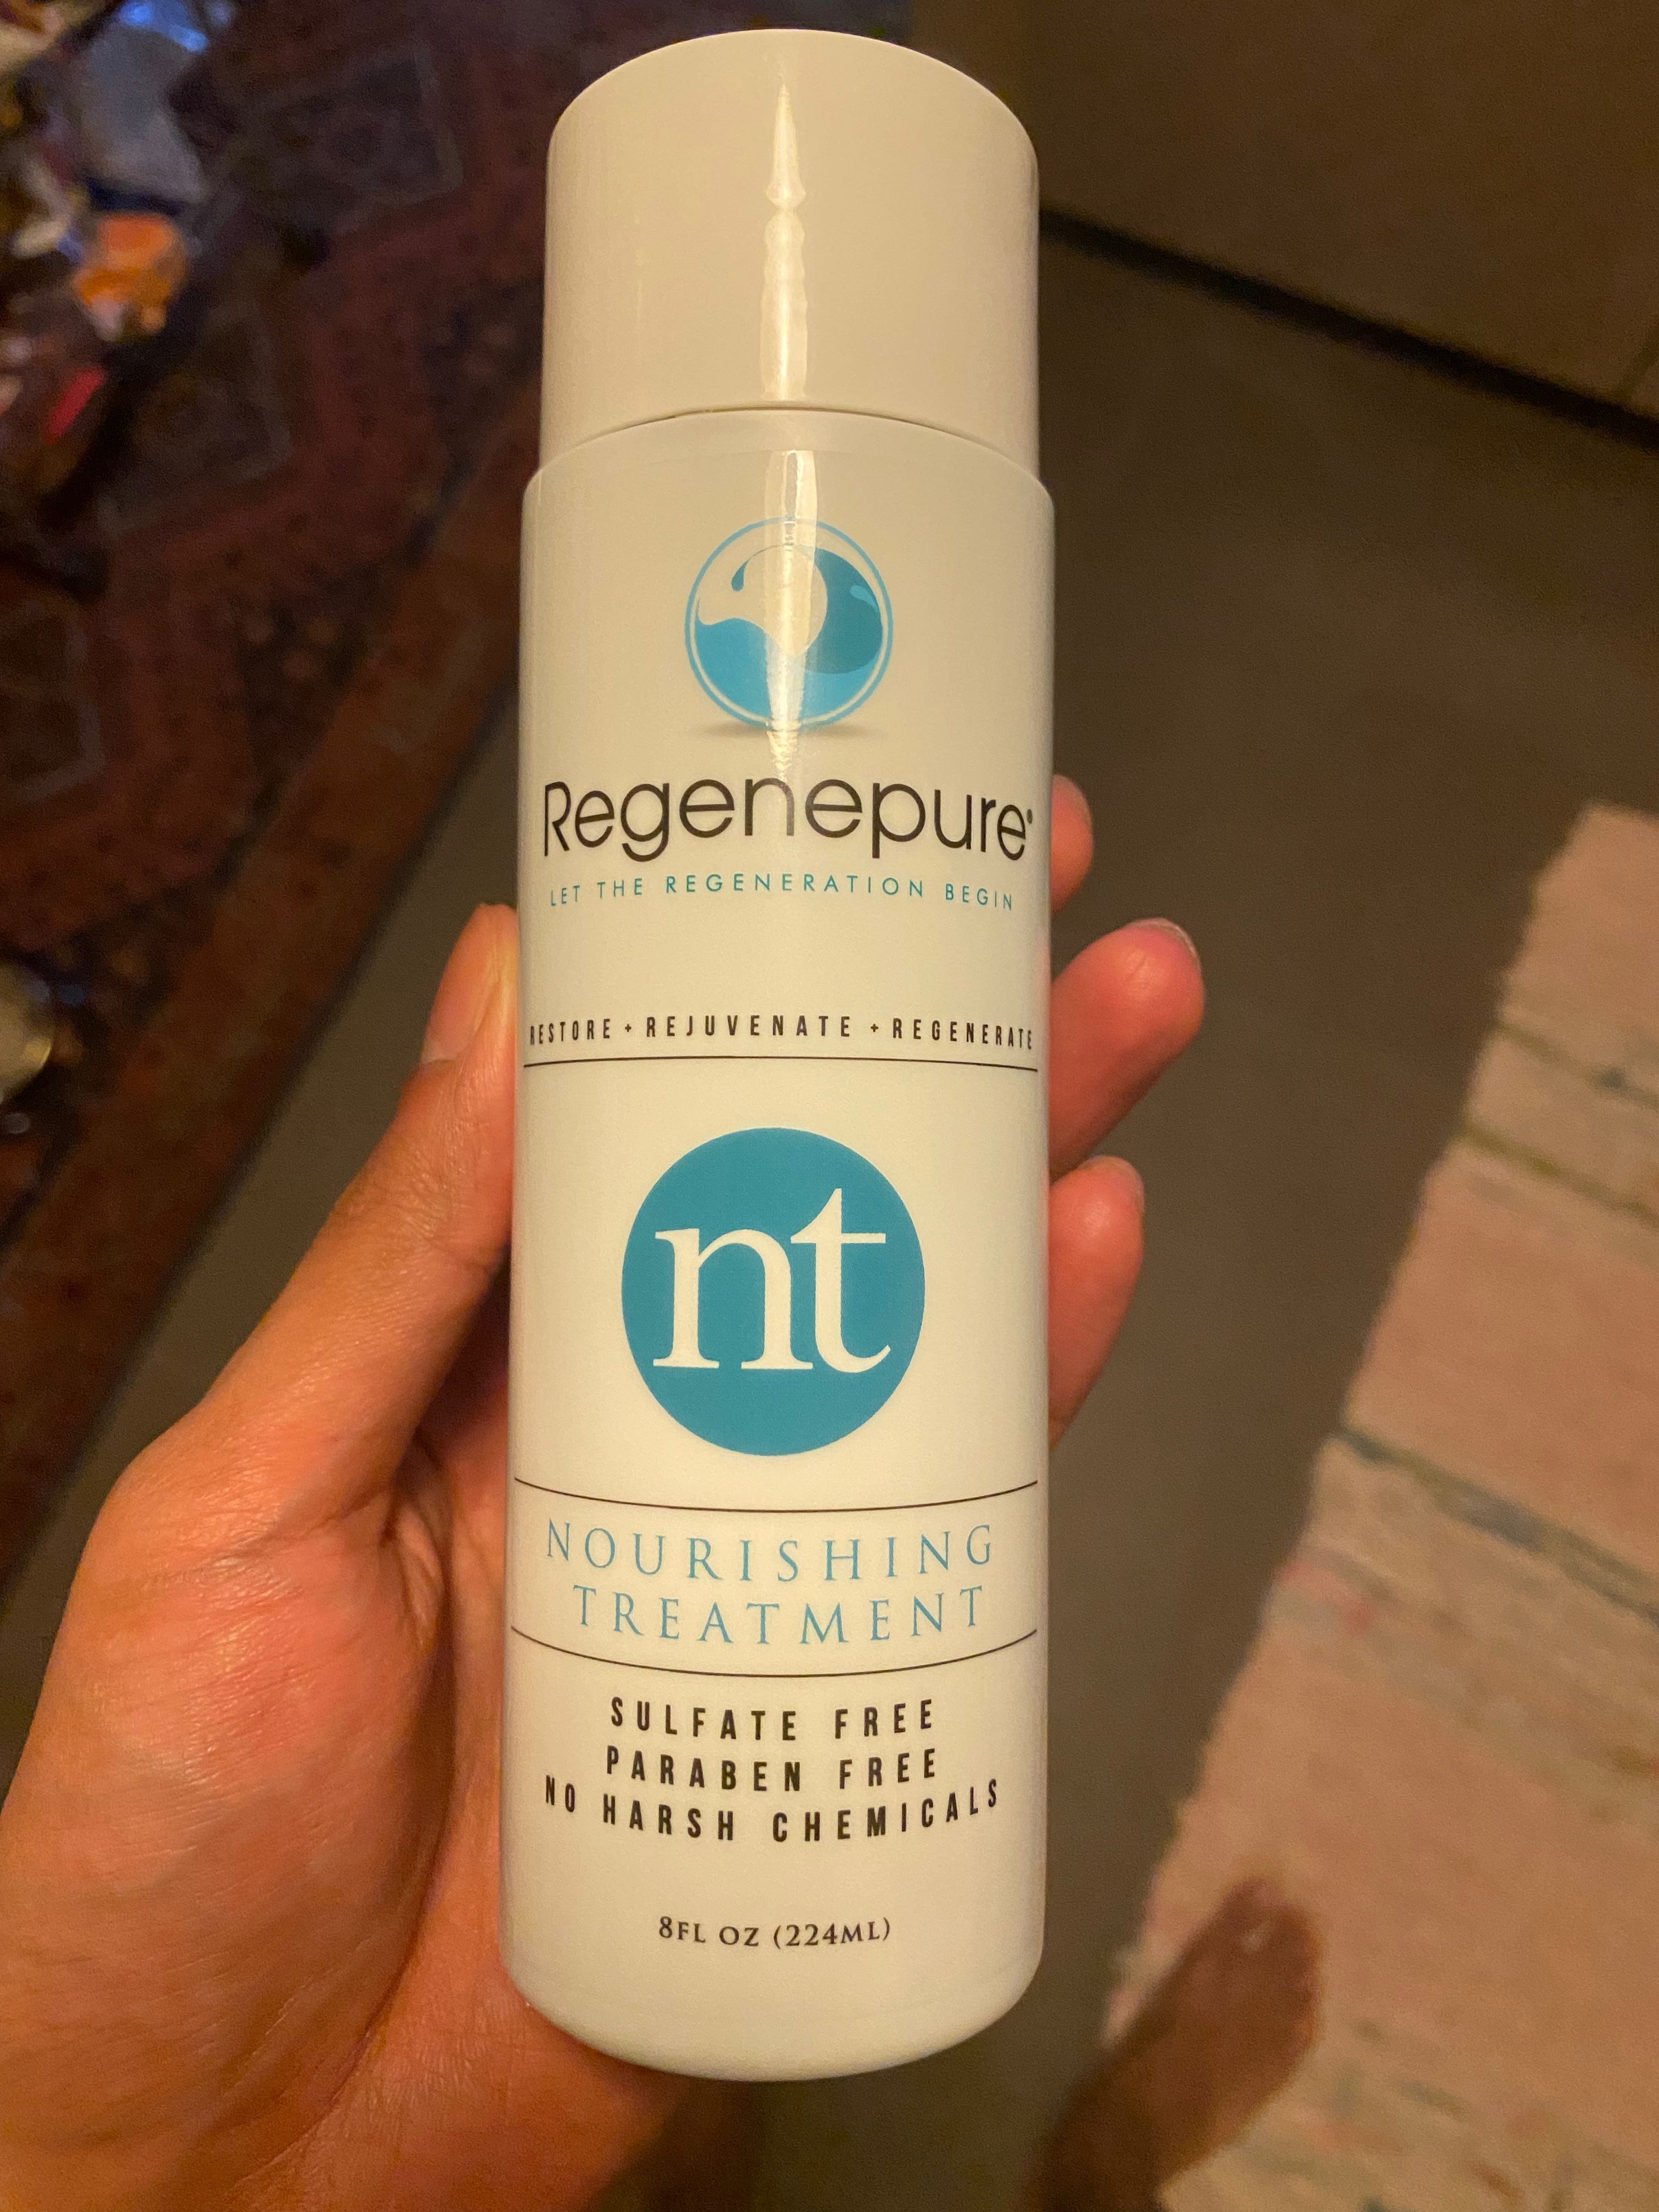 Regenepure®
LET THE REGENERATION BEGIN
RESTORE + REJUVENATE + REGENERATE
nt
NOURISHING
TREATMENT
SULFATE FREE
PARABEN FREE
NO HARSH CHEMICALS
8FL OZ (224ML)